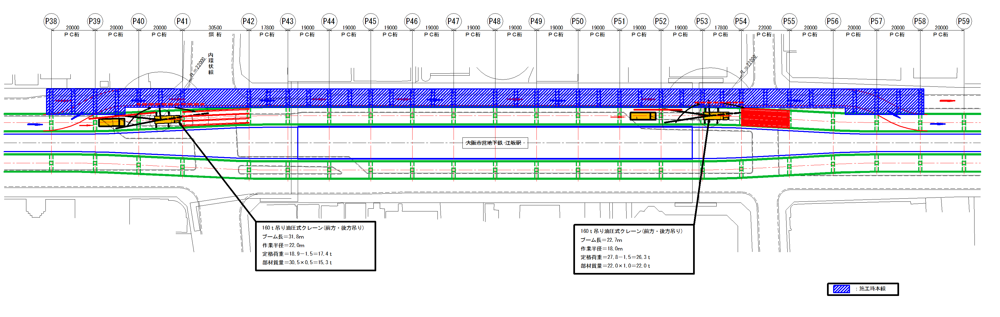 P38 P39 P40 P41 P42 P43 P44 P45 P46 P47 P48 P49 P50 P51 P52 P53 P54 P55 P56 P57 P58 P59
20000 20000 20000 30500 17800 19000 19000 19000 19000 19000 19000 19000 19000 19000 19000 17800 22000 20000 20000 20000 20000
ＰＣ桁 ＰＣ桁 ＰＣ桁 鋼 桁 ＰＣ桁 ＰＣ桁 ＰＣ桁 ＰＣ桁 ＰＣ桁 ＰＣ桁 ＰＣ桁 ＰＣ桁 ＰＣ桁 ＰＣ桁 ＰＣ桁 ＰＣ桁 ＰＣ桁 ＰＣ桁 ＰＣ桁 ＰＣ桁 ＰＣ桁
内環状線
Ｒ＝22000
Ｒ＝22000
大阪市営地下鉄 江坂駅
160ｔ吊り油圧式クレーン(前方・後方吊り)
ブーム長＝31.8ｍ
作業半径＝22.0ｍ
定格荷重＝18.9－1.5＝17.4ｔ
部材質量＝30.5×0.5＝15.3ｔ
160ｔ吊り油圧式クレーン(前方・後方吊り)
ブーム長＝22.7ｍ
作業半径＝18.0ｍ
定格荷重＝27.8－1.5＝26.3ｔ
部材質量＝22.0×1.0＝22.0ｔ
：施工時本線